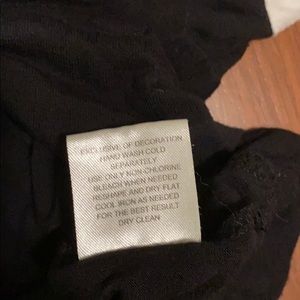 EXCLUSIVE OF DECORATION
HAND WASH COLD
SEPARATELY
USE ONLY NON-CHLORINE
BLEACH WHEN NEEDED
RESHAPE AND DRY FLAT
COOL IRON AS NEEDED
FOR THE BEST RESULT
DRY CLEAN